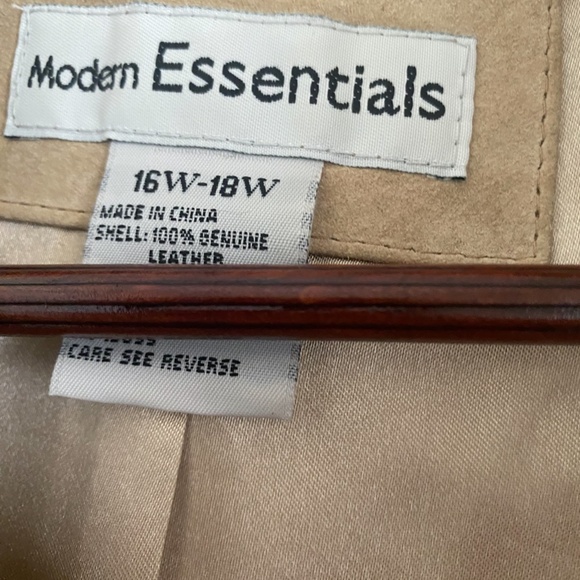 Modern Essentials
16W-18W
MADE IN CHINA
SHELL: 100% GENUINE
LEATHER
CARE SEE REVERSE